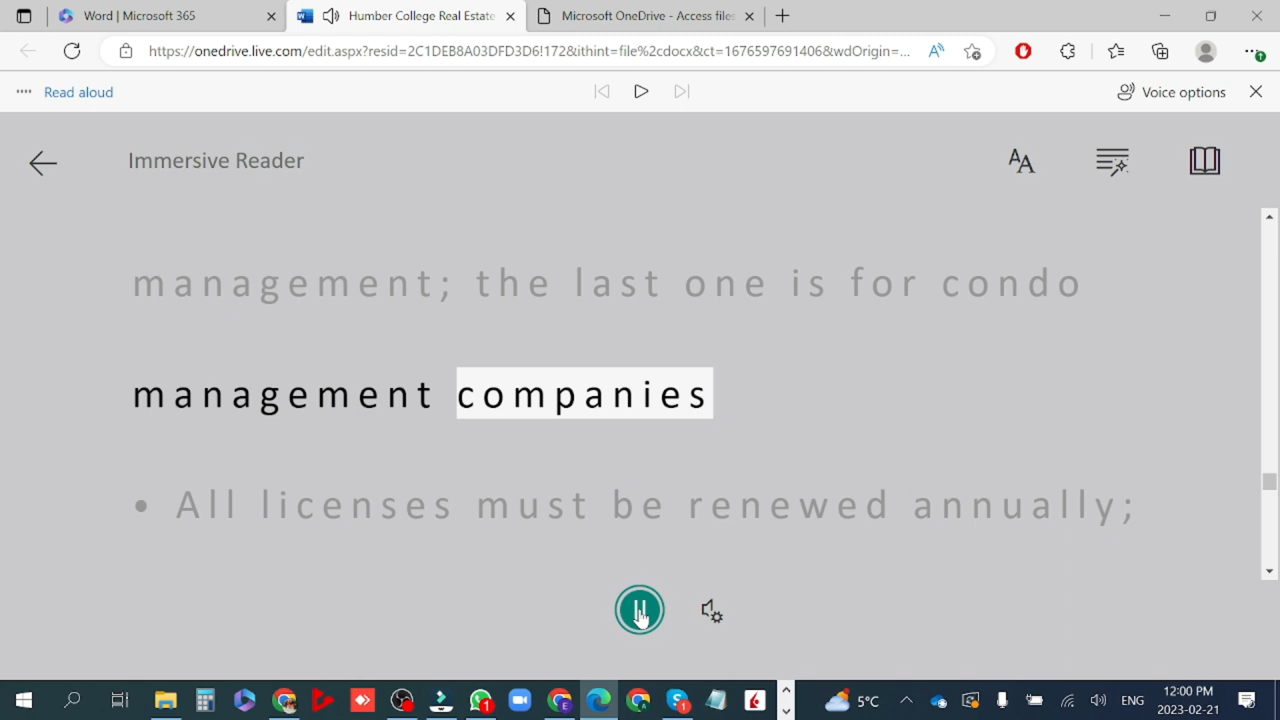 Word | Microsoft 365
Humber College Real Estate
Microsoft OneDrive - Access files
https://onedrive.live.com/edit.aspx?resid=2C1DEB8A03DFD3D6!172&ithint=file%2cdocx&ct=1676597691406&wdOrigin=...
Read aloud
Voice options
Immersive Reader
management; the last one is for condo
management companies
• All licenses must be renewed annually;
5°C
ENG
12:00 PM
2023-02-21